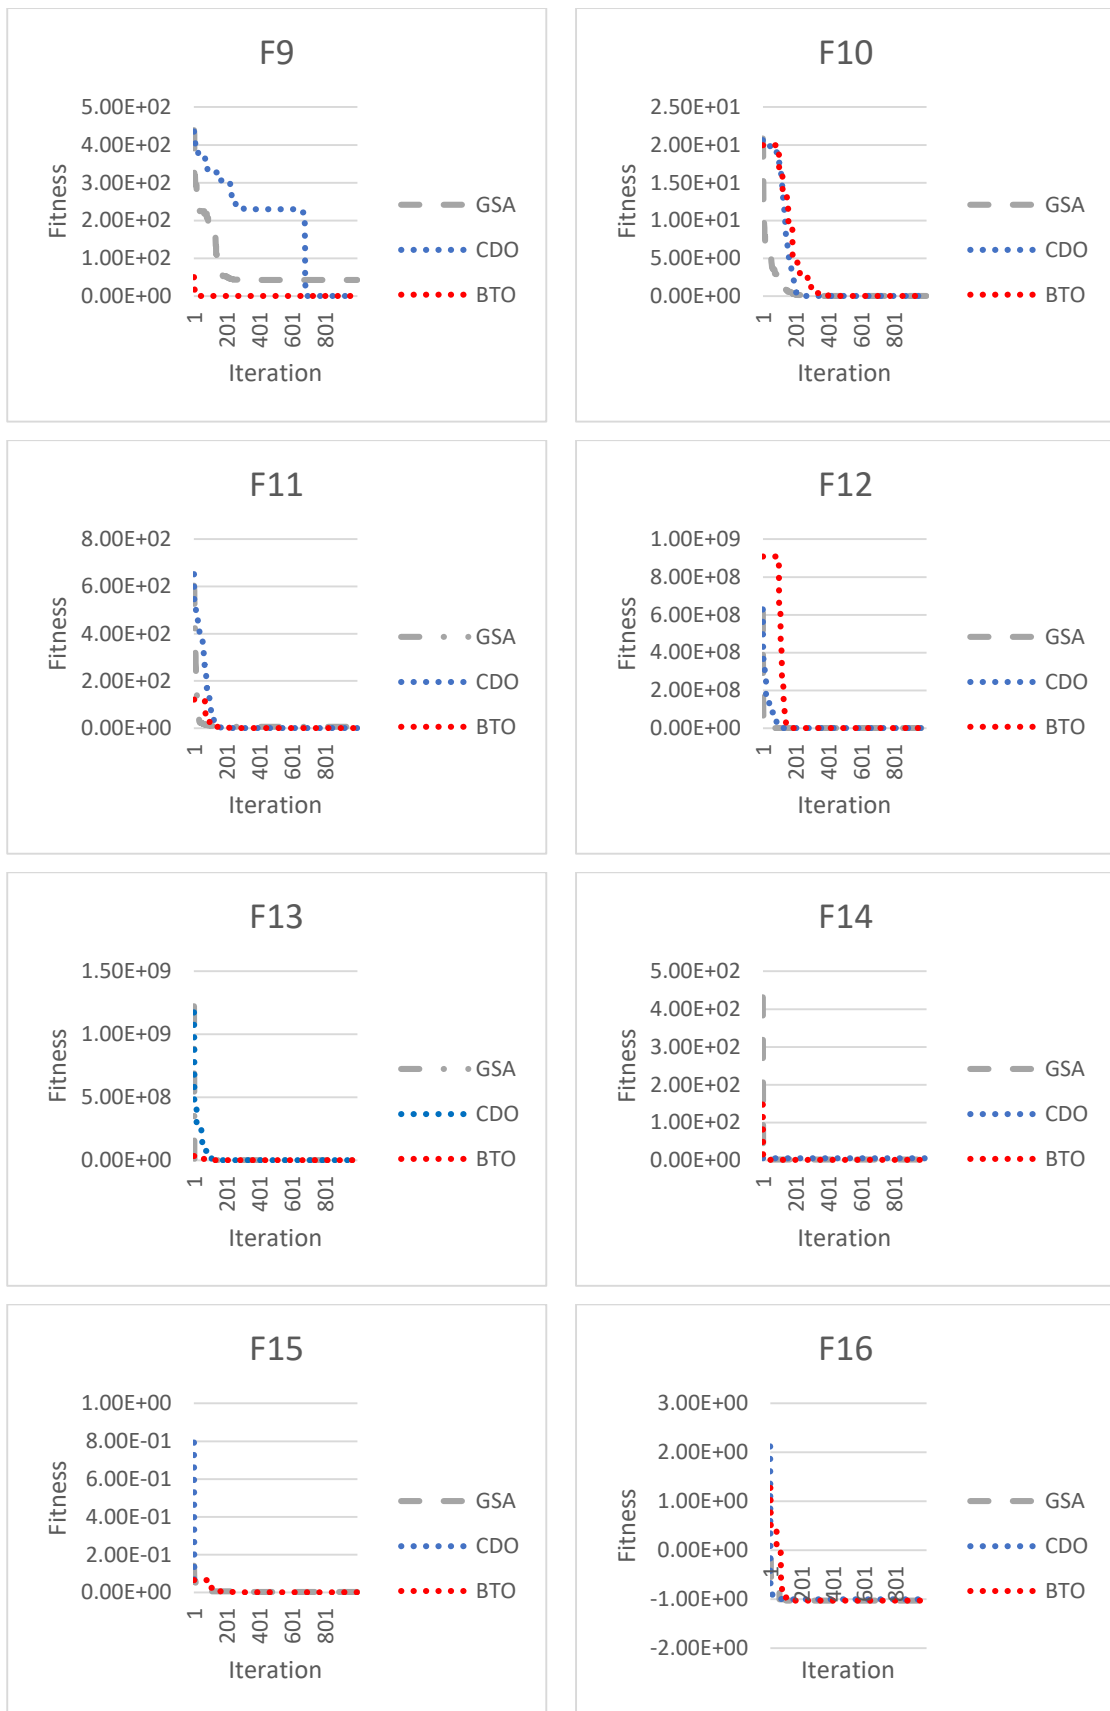 F9
5.00E+02
4.00E+02
3.00E+02
2.00E+02
1.00E+02
0.00E+00
Fitness
1 201 401 601 801
Iteration
GSA
CDO
BTO
F10
2.50E+01
2.00E+01
1.50E+01
1.00E+01
5.00E+00
0.00E+00
Fitness
1 201 401 601 801
Iteration
GSA
CDO
BTO
F11
8.00E+02
6.00E+02
4.00E+02
2.00E+02
0.00E+00
Fitness
1 201 401 601 801
Iteration
GSA
CDO
BTO
F12
1.00E+09
8.00E+08
6.00E+08
4.00E+08
2.00E+08
0.00E+00
Fitness
1 201 401 601 801
Iteration
GSA
CDO
BTO
F13
1.50E+09
1.00E+09
5.00E+08
0.00E+00
Fitness
1 201 401 601 801
Iteration
GSA
CDO
BTO
F14
5.00E+02
4.00E+02
3.00E+02
2.00E+02
1.00E+02
0.00E+00
Fitness
1 201 401 601 801
Iteration
GSA
CDO
BTO
F15
1.00E+00
8.00E-01
6.00E-01
4.00E-01
2.00E-01
0.00E+00
Fitness
1 201 401 601 801
Iteration
GSA
CDO
BTO
F16
3.00E+00
2.00E+00
1.00E+00
0.00E+00
-1.00E+00
-2.00E+00
Fitness
1 201 401 601 801
Iteration
GSA
CDO
BTO